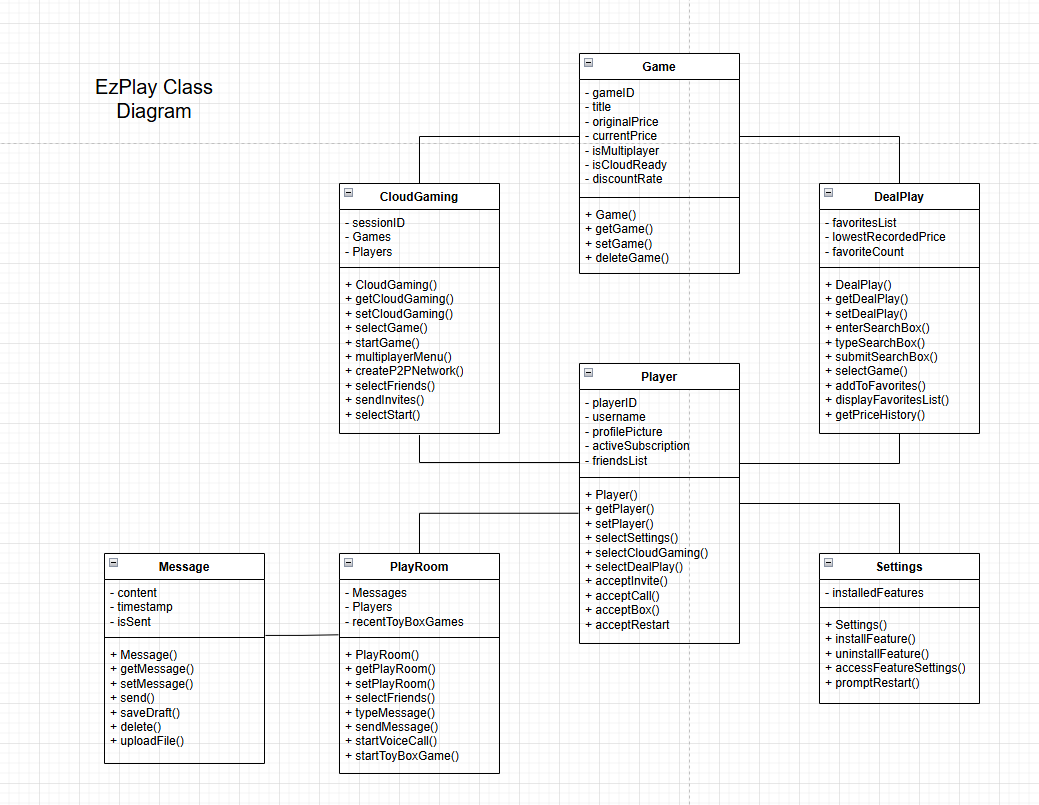 EzPlay Class
Diagram
Game
- gameID
- title
- originalPrice
- currentPrice
- isMultiplayer
- isCloudReady
- discountRate
+ Game()
+ getGame()
+ setGame()
+ deleteGame()
CloudGaming
- sessionID
- Games
- Players
+ CloudGaming()
+ getCloudGaming()
+ setCloudGaming()
+ selectGame()
+ startGame()
+ multiplayerMenu()
+ createP2PNetwork()
+ selectFriends()
+ sendInvites()
+ selectStart()
DealPlay
- favoritesList
- lowestRecordedPrice
- favoriteCount
+ DealPlay()
+ getDealPlay()
+ setDealPlay()
+ enterSearchBox()
+ typeSearchBox()
+ submitSearchBox()
+ selectGame()
+ addToFavorites()
+ displayFavoritesList()
+ getPriceHistory()
Player
- playerID
- username
- profilePicture
- activeSubscription
- friendsList
+ Player()
+ getPlayer()
+ setPlayer()
+ selectSettings()
+ selectCloudGaming()
+ selectDealPlay()
+ acceptInvite()
+ acceptCall()
+ acceptBox()
+ acceptRestart
Message
- content
- timestamp
- isSent
+ Message()
+ getMessage()
+ setMessage()
+ send()
+ saveDraft()
+ delete()
+ uploadFile()
PlayRoom
- Messages
- Players
- recentToyBoxGames
+ PlayRoom()
+ getPlayRoom()
+ setPlayRoom()
+ selectFriends()
+ typeMessage()
+ sendMessage()
+ startVoiceCall()
+ startToyBoxGame()
Settings
- installedFeatures
+ Settings()
+ installFeature()
+ uninstallFeature()
+ accessFeatureSettings()
+ promptRestart()